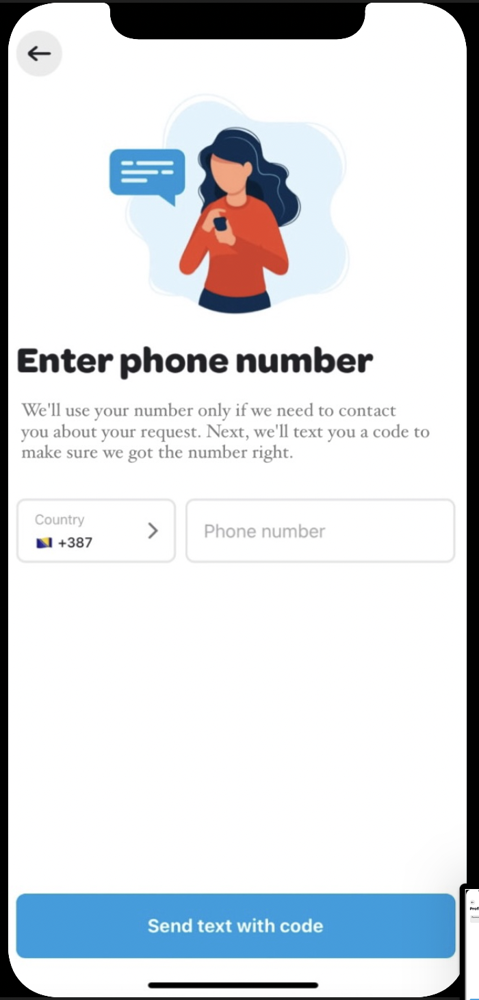 Enter phone number
We'll use your number only if we need to contact
you about your request. Next, we'll text you a code to
make sure we got the number right.
Country
+387
Phone number
Send text with code